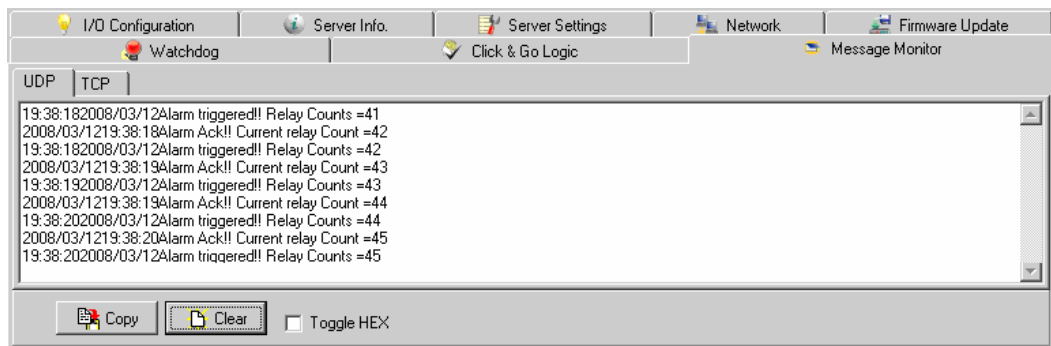 I/O Configuration
Server Info.
Server Settings
Network
Firmware Update
Watchdog
Click & Go Logic
Message Monitor
UDP
TCP
19:38:182008/03/12Alarm triggered!! Relay Counts =41
2008/03/1219:38:18Alarm Ack!! Current relay Count =42
19:38:182008/03/12Alarm triggered!! Relay Counts =42
2008/03/1219:38:19Alarm Ack!! Current relay Count =43
19:38:192008/03/12Alarm triggered!! Relay Counts =43
2008/03/1219:38:19Alarm Ack!! Current relay Count =44
19:38:202008/03/12Alarm triggered!! Relay Counts =44
2008/03/1219:38:20Alarm Ack!! Current relay Count =45
19:38:202008/03/12Alarm triggered!! Relay Counts =45
Copy
Clear
Toggle HEX